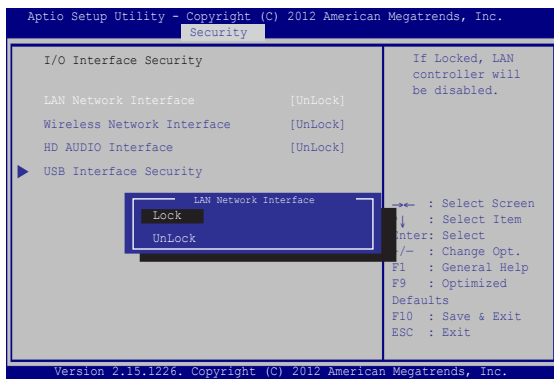 Aptio Setup Utility - Copyright (C) 2012 American Megatrends, Inc.
Security
I/O Interface Security
LAN Network Interface [UnLock]
Wireless Network Interface [UnLock]
HD AUDIO Interface [UnLock]
USB Interface Security
If Locked, LAN
controller will
be disabled.
LAN Network Interface
Lock
UnLock
→← : Select Screen
↓ : Select Item
Enter: Select
/— : Change Opt.
F1 : General Help
F9 : Optimized
Defaults
F10 : Save & Exit
ESC : Exit
Version 2.15.1226. Copyright (C) 2012 American Megatrends, Inc.